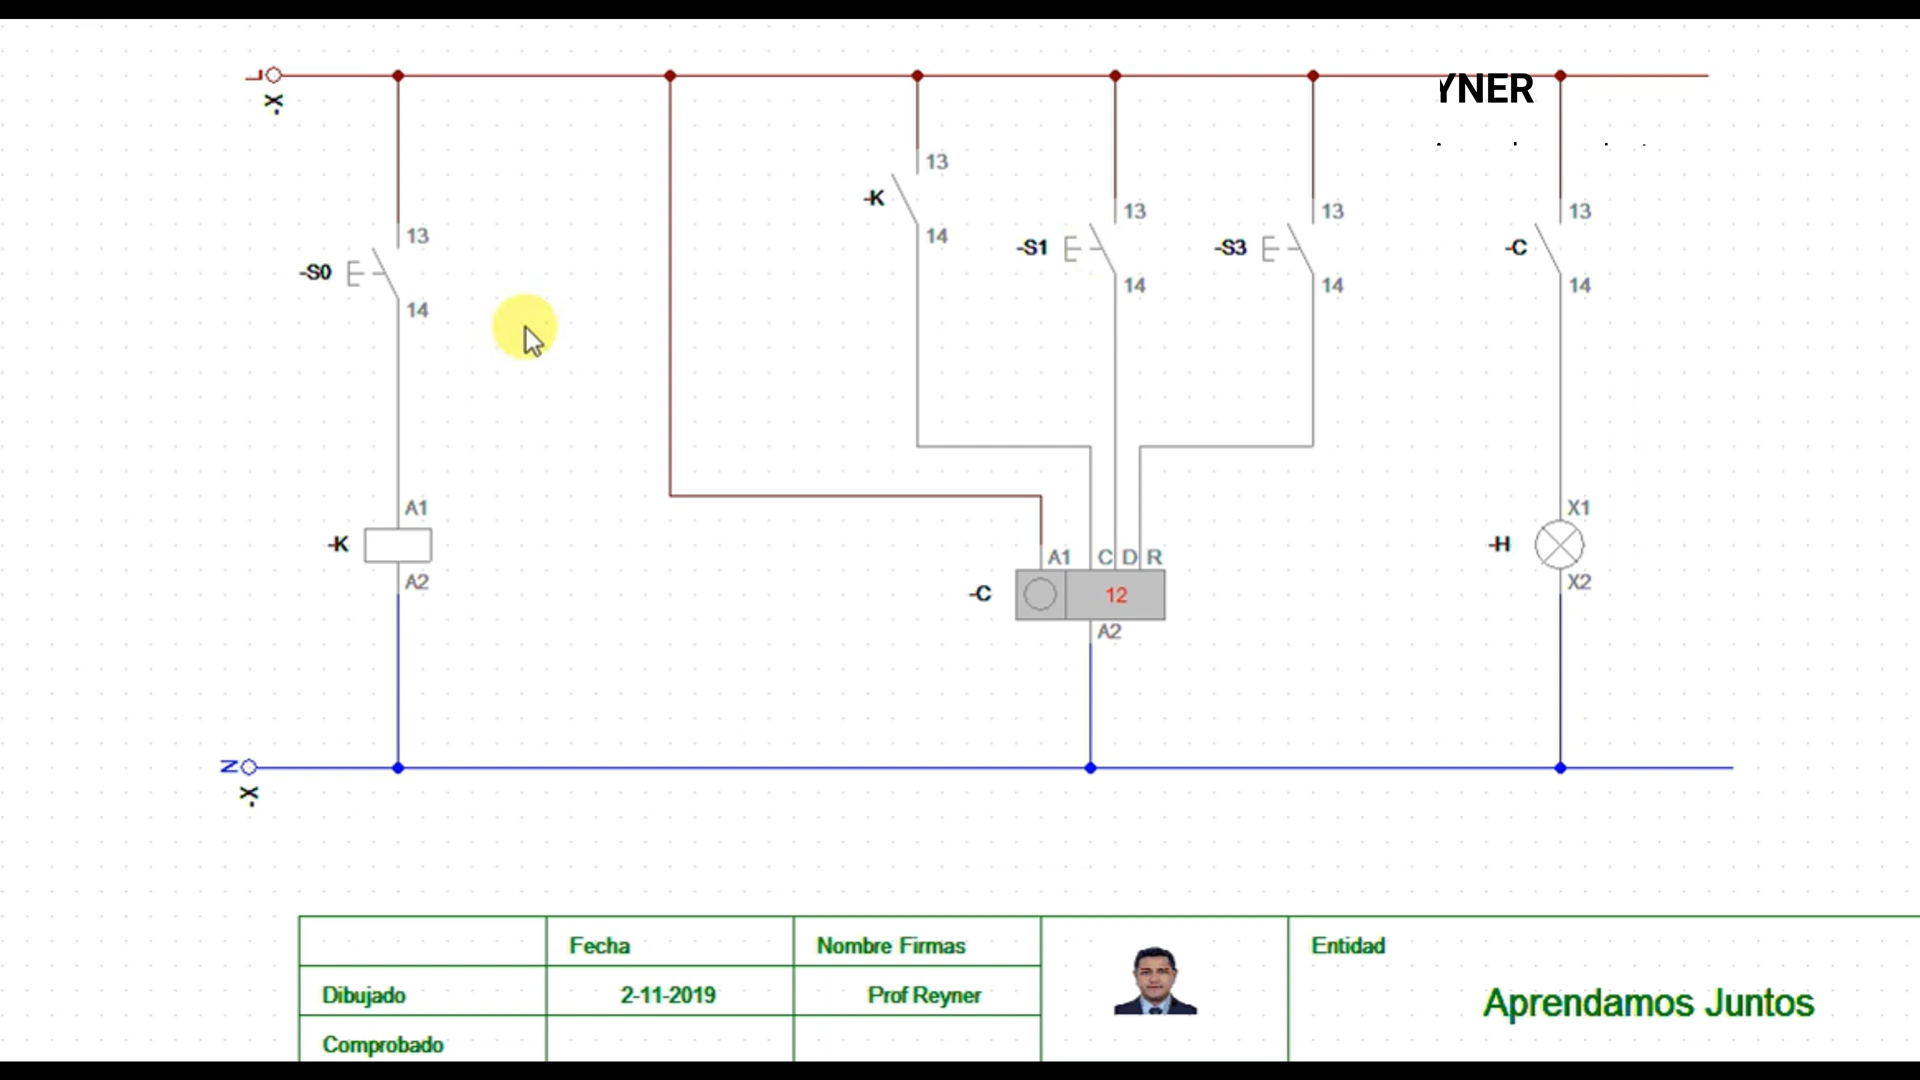 L
-X
YNER
13
-K
14
13
-S1
14
13
-S3
14
13
-C
14
13
-S0
14
A1
-K
A2
A1 C D R
-C
12
A2
X1
-H
X2
N
-X
Fecha
Nombre Firmas
Entidad
Dibujado
2-11-2019
Prof Reyner
Aprendamos Juntos
Comprobado